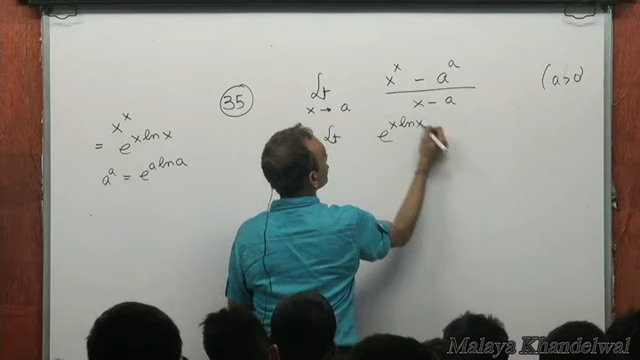 35
Lt x→a (x^x - a^a)/(x - a)
(a>0
x^x
= e^(x ln x)
a^a = e^(a ln a)
Lt e^(x ln x
Malaya Khandelwal